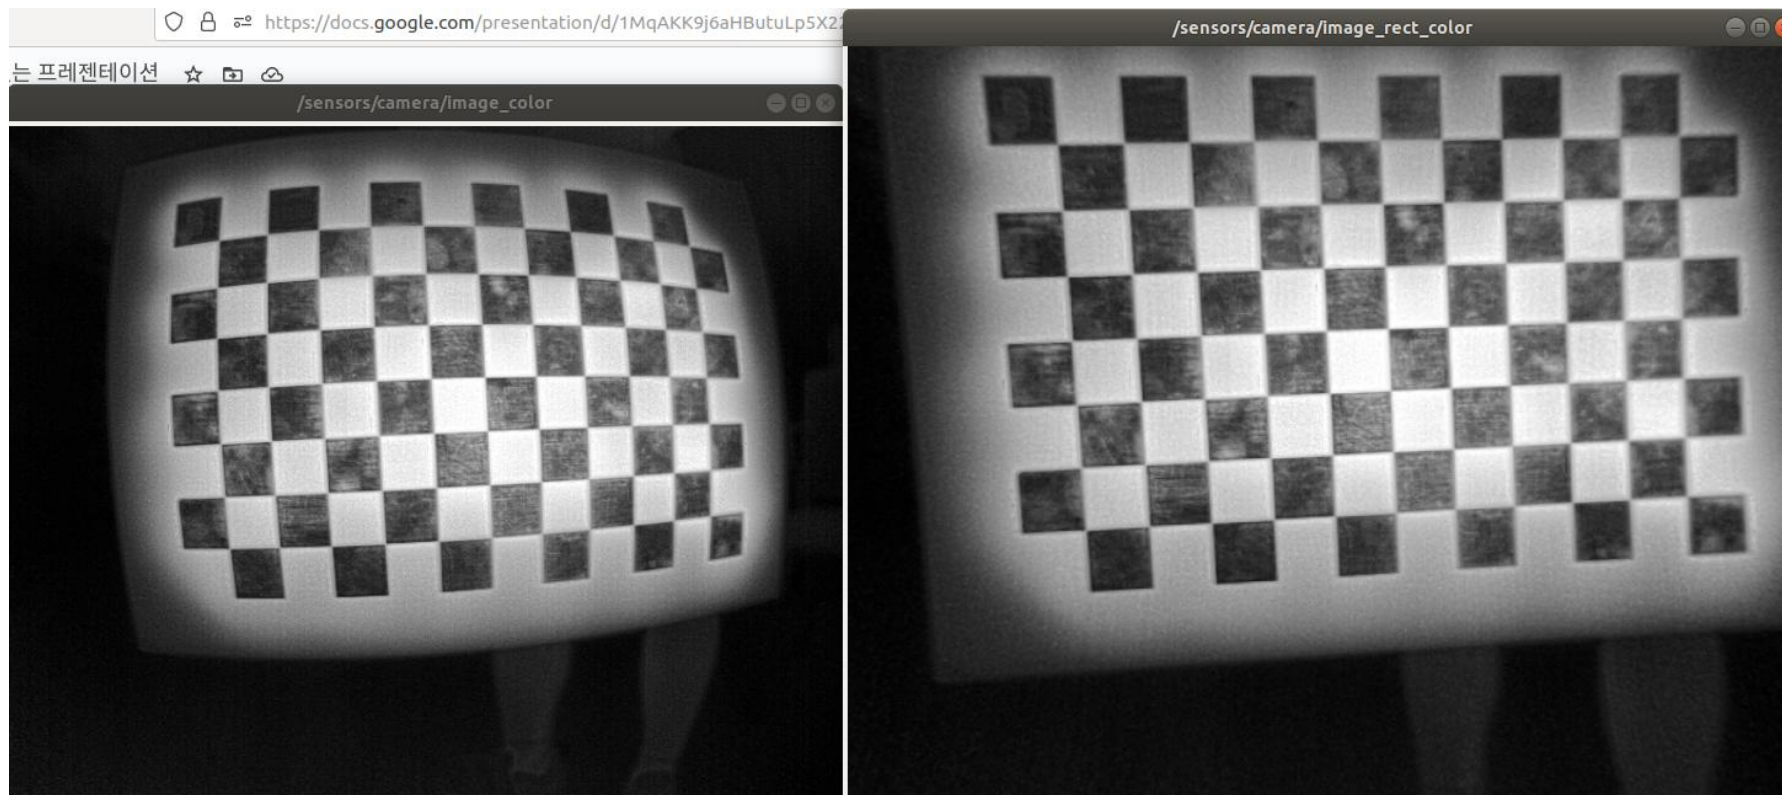 https://docs.google.com/presentation/d/1MqAKK9j6aHButuLp5X2
는 프레젠테이션
/sensors/camera/image_color
/sensors/camera/image_rect_color